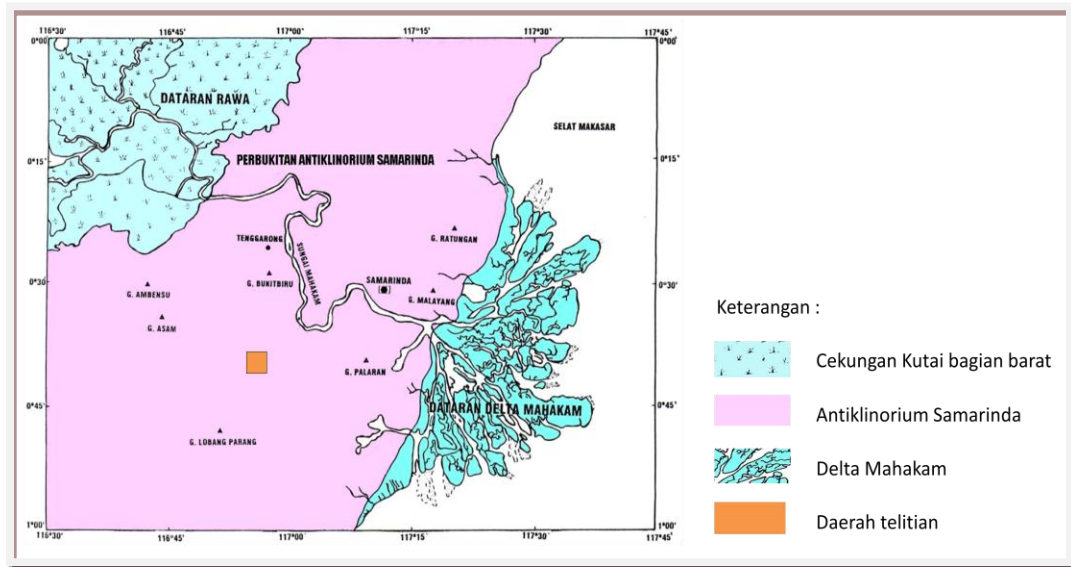 116°30' 116°45' 117°00' 117°15' 117°30' 117°45'
0°00' 0°00'
DATARAN RAWA
SELAT MAKASAR
0°15' PERBUKITAN ANTIKLINORIUM SAMARINDA 0°15'
G. RATUNGAN
TENGGARONG
SUNGAI MAHAKAM
G. BUKITBIRU
SAMARINDA
0°30' 0°30'
G. AMBENSU
G. MALAYANG
G. ASAM
G. PALARAN
0°45' DATARAN DELTA MAHAKAM 0°45'
G. LOBANG PARANG
1°00' 1°00'
116°30' 116°45' 117°00' 117°15' 117°30' 117°45'
Keterangan :
Cekungan Kutai bagian barat
Antiklinorium Samarinda
Delta Mahakam
Daerah telitian